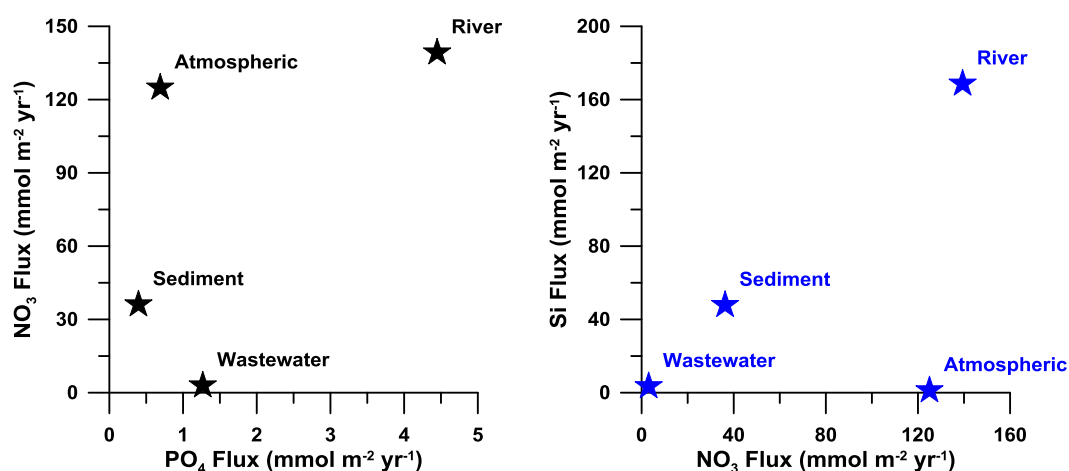 150
120
90
60
30
0
NO3 Flux (mmol m-2 yr-1)
River
Atmospheric
Sediment
Wastewater
0 1 2 3 4 5
PO4 Flux (mmol m-2 yr-1)
200
160
120
80
40
0
Si Flux (mmol m-2 yr-1)
River
Sediment
Wastewater
Atmospheric
0 40 80 120 160
NO3 Flux (mmol m-2 yr-1)